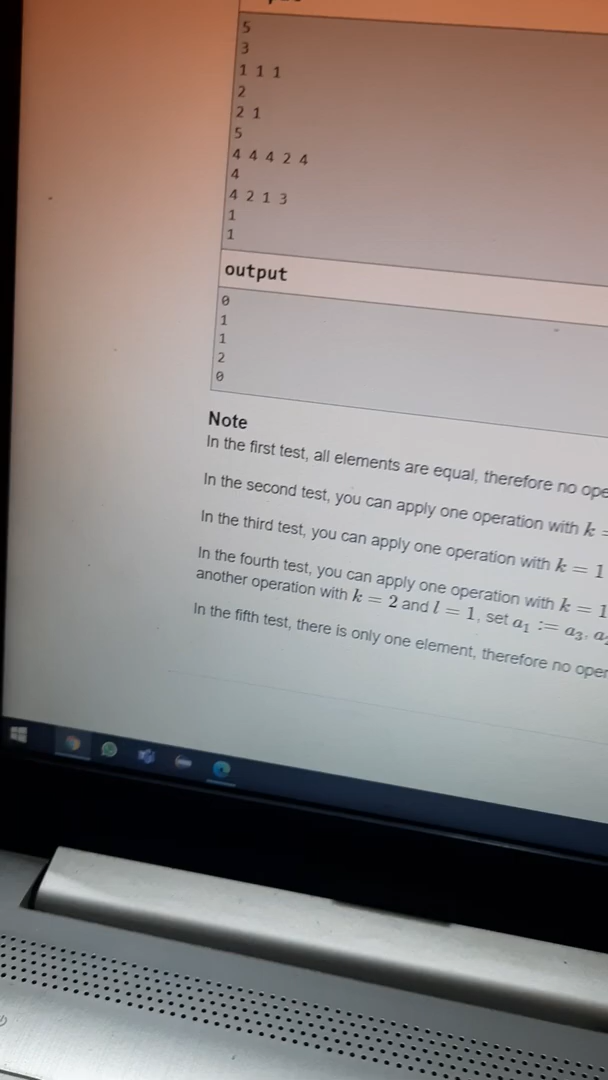 5
3
1 1 1
2
2 1
5
4 4 4 2 4
4
4 2 1 3
1
1
output
0
1
1
2
0
Note
In the first test, all elements are equal, therefore no ope
In the second test, you can apply one operation with k =
In the third test, you can apply one operation with k = 1
In the fourth test, you can apply one operation with k = 1
another operation with k = 2 and l = 1, set a₁ := a₃, a₂
In the fifth test, there is only one element, therefore no oper